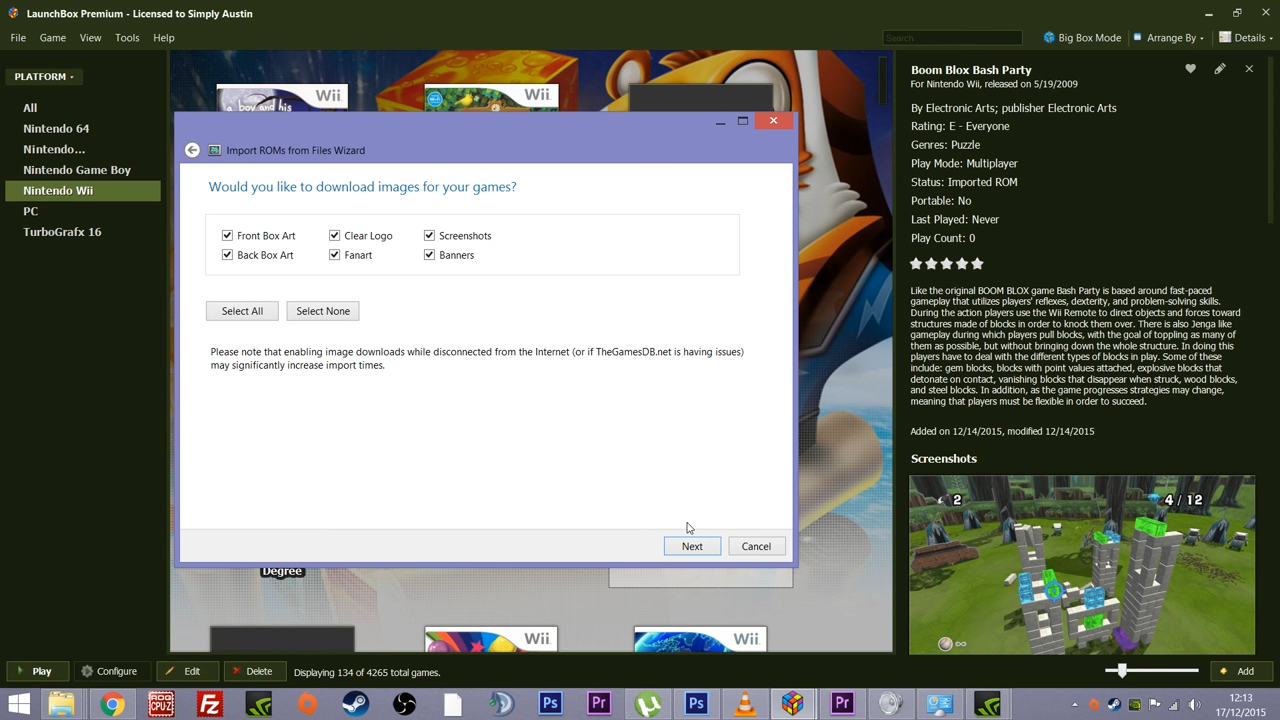 LaunchBox Premium - Licensed to Simply Austin
File Game View Tools Help
Search
Big Box Mode
Arrange By
Details
PLATFORM
All
Nintendo 64
Nintendo...
Nintendo Game Boy
Nintendo Wii
PC
TurboGrafx 16
Wii
Wii
Import ROMs from Files Wizard
Would you like to download images for your games?
Front Box Art
Clear Logo
Screenshots
Back Box Art
Fanart
Banners
Select All
Select None
Please note that enabling image downloads while disconnected from the Internet (or if TheGamesDB.net is having issues)
may significantly increase import times.
Next
Cancel
Degree
Wii
Wii
Boom Blox Bash Party
For Nintendo Wii, released on 5/19/2009
By Electronic Arts; publisher Electronic Arts
Rating: E - Everyone
Genres: Puzzle
Play Mode: Multiplayer
Status: Imported ROM
Portable: No
Last Played: Never
Play Count: 0
Like the original BOOM BLOX game Bash Party is based around fast-paced
gameplay that utilizes players' reflexes, dexterity, and problem-solving skills.
During the action players use the Wii Remote to direct objects and forces toward
structures made of blocks in order to knock them over. There is also Jenga like
gameplay during which players pull blocks, with the goal of toppling as many of
them as possible, but without bringing down the whole structure. In doing this
players have to deal with the different types of blocks in play. Some of these
include: gem blocks, blocks with point values attached, explosive blocks that
detonate on contact, vanishing blocks that disappear when struck, wood blocks,
and steel blocks. In addition, as the game progresses strategies may change,
meaning that players must be flexible in order to succeed.
Added on 12/14/2015, modified 12/14/2015
Screenshots
2
4 / 12
Play
Configure
Edit
Delete
Displaying 134 of 4265 total games.
Add
12:13
17/12/2015